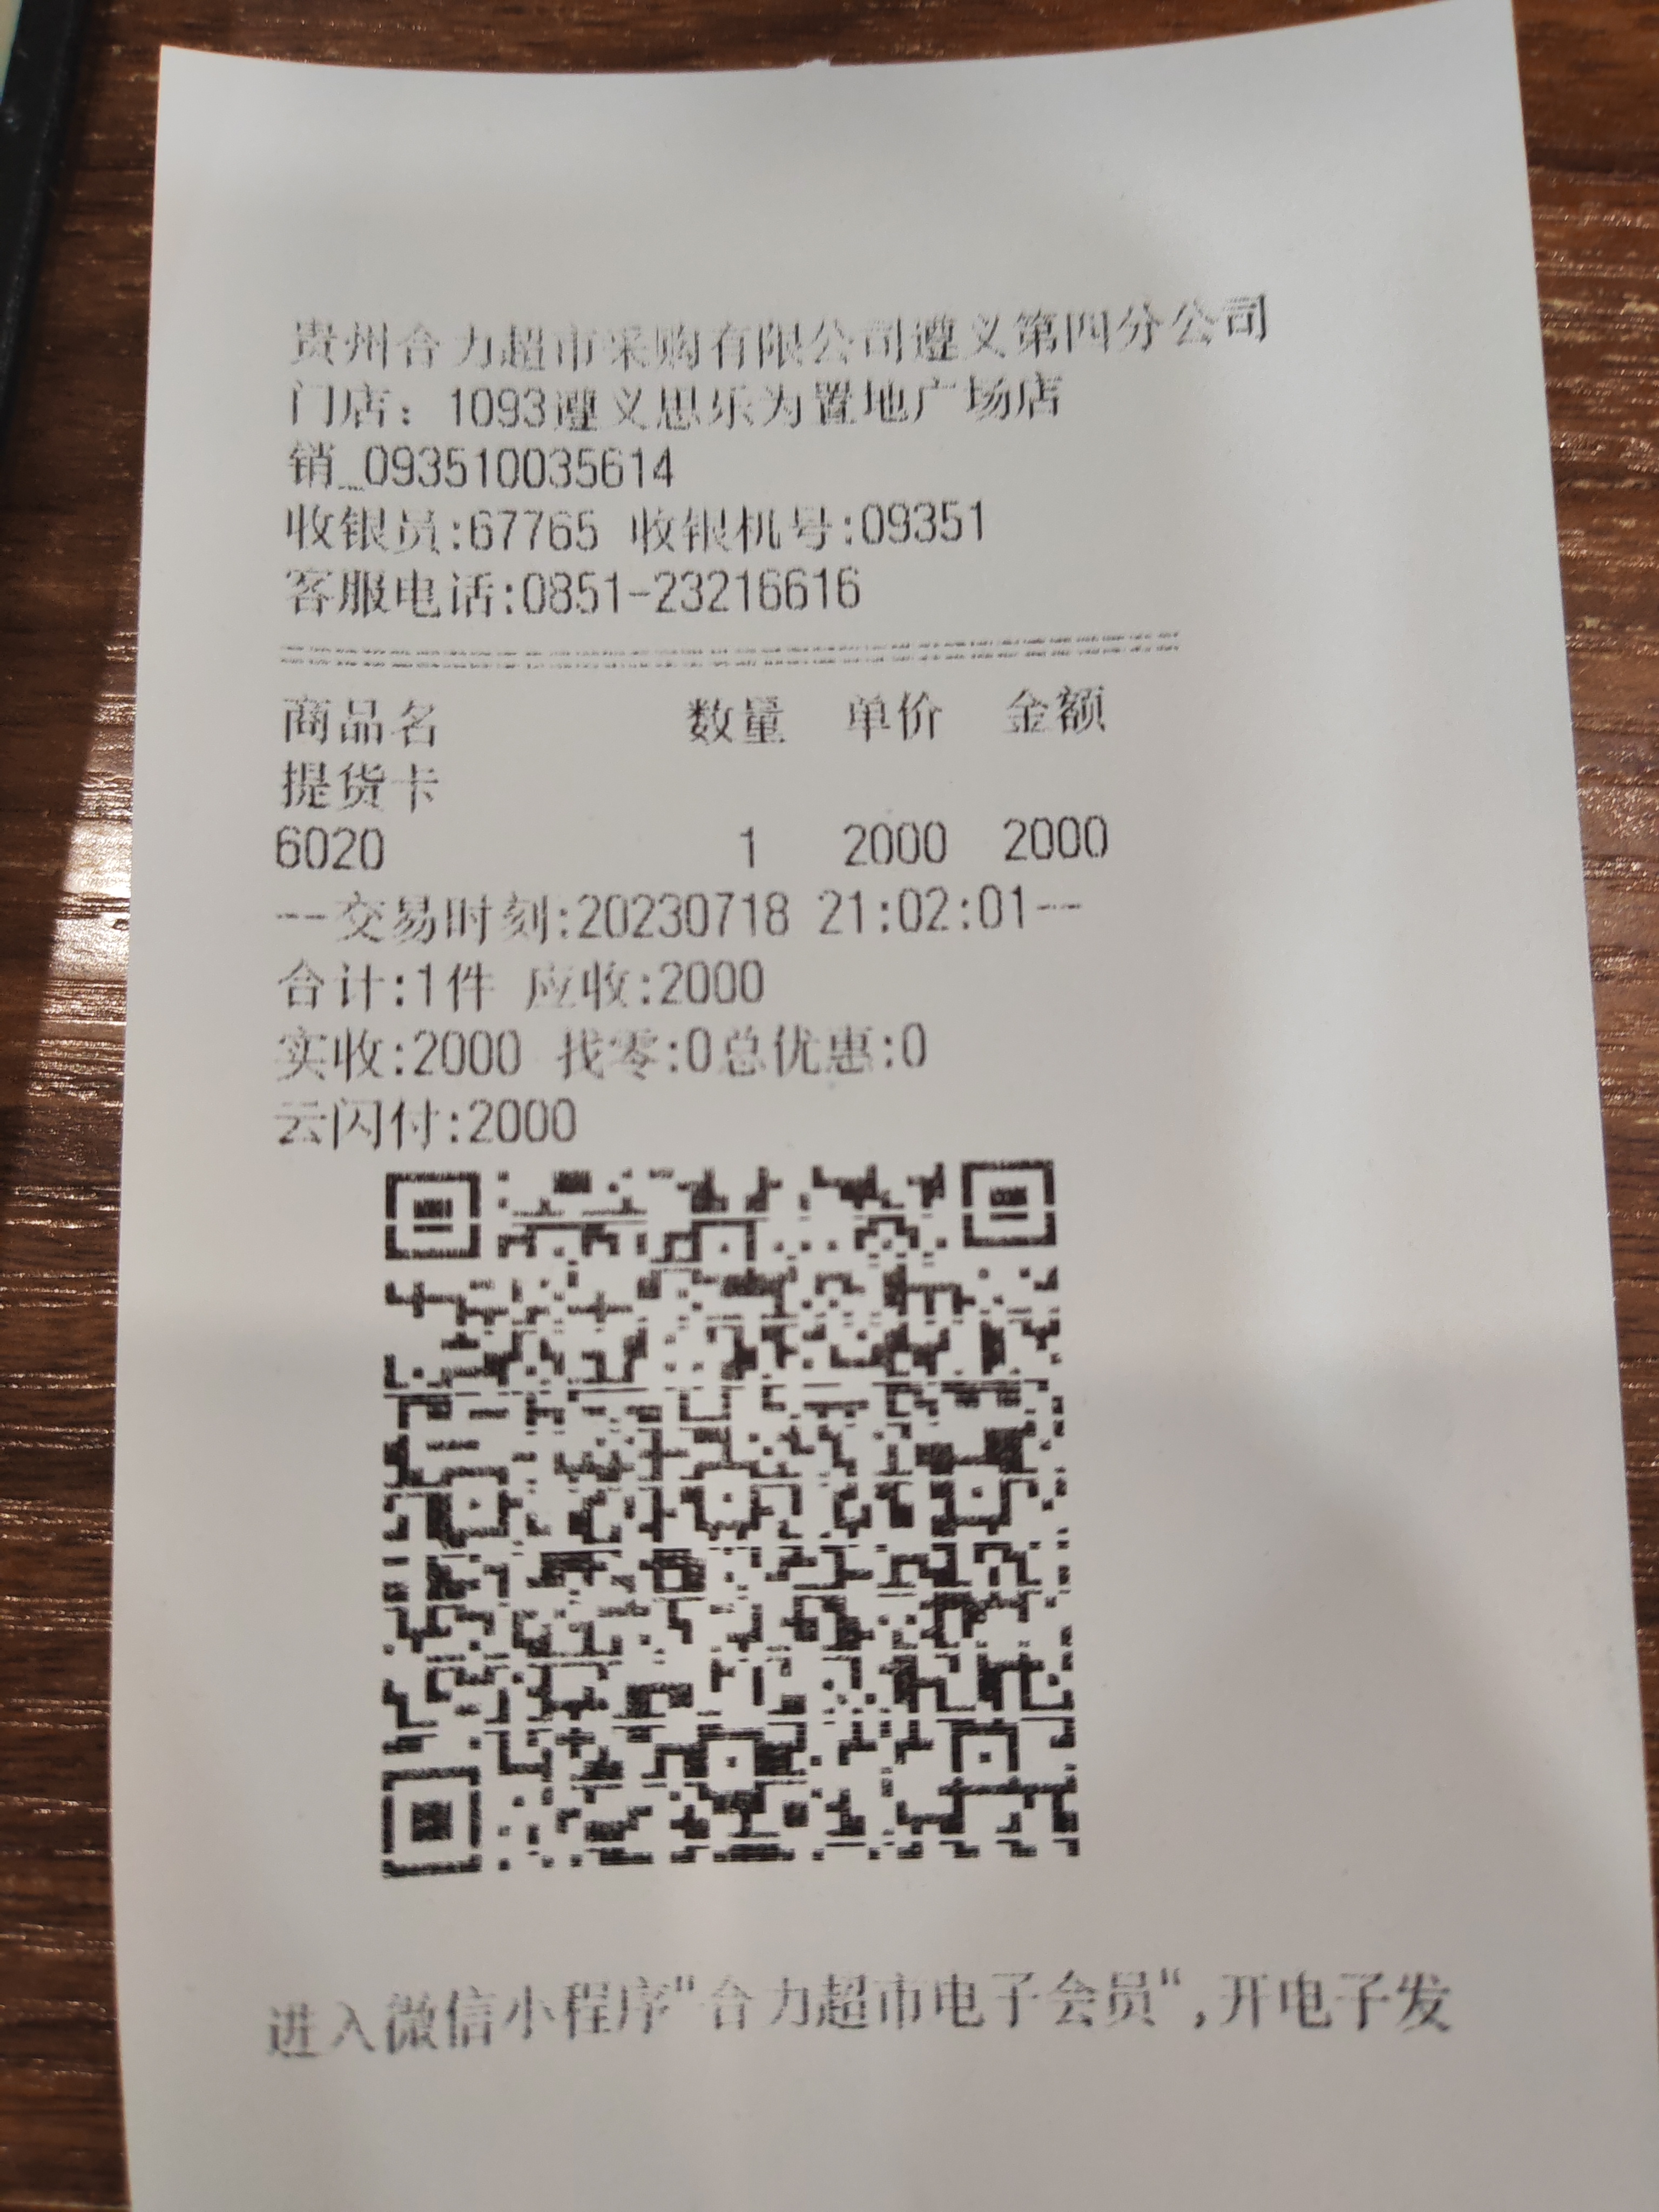 贵州合力超市采购有限公司遵义第四分公司
门店：1093遵义思乐为置地广场店
销_093510035614
收银员:67765 收银机号:09351
客服电话:0851-23216616
商品名 数量 单价 金额
提货卡
6020 1 2000 2000
--交易时刻:20230718 21:02:01--
合计:1件 应收:2000
实收:2000 找零:0总优惠:0
云闪付:2000
进入微信小程序"合力超市电子会员",开电子发